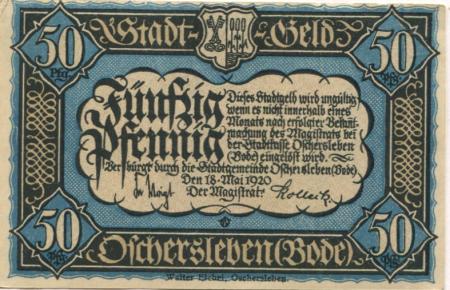 50 Pfg
Stadt-Geld
50 Pfg
Fünfzig
Pfennig
Dieses Stadtgeld wird ungültig
wenn es nicht innerhalb eines
Monats nach erfolgter Bekannt-
machung des Magistrats bei
der Stadtkasse Oschersleben
(Bode) eingelöst wird.
Verbürgt durch die Stadtgemeinde Oschersleben (Bode)
Den 18. Mai 1920
Der Magistrat:
50 Pfg
50 Pfg
Oschersleben (Bode)
Walter Eichel, Oschersleben.